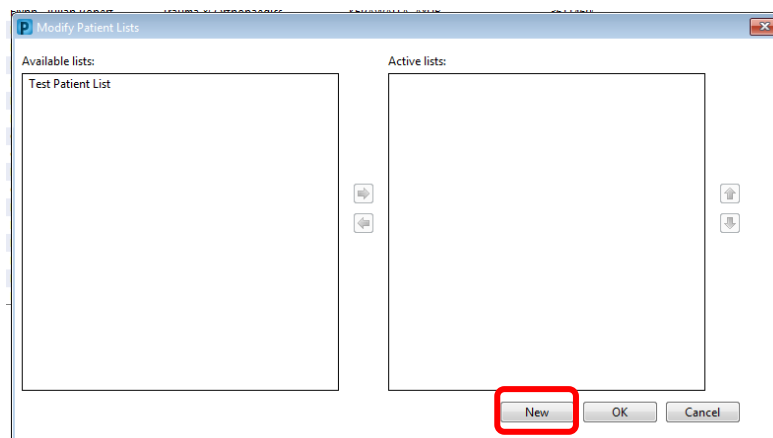 Modify Patient Lists
Available lists:
Active lists:
Test Patient List
New
OK
Cancel